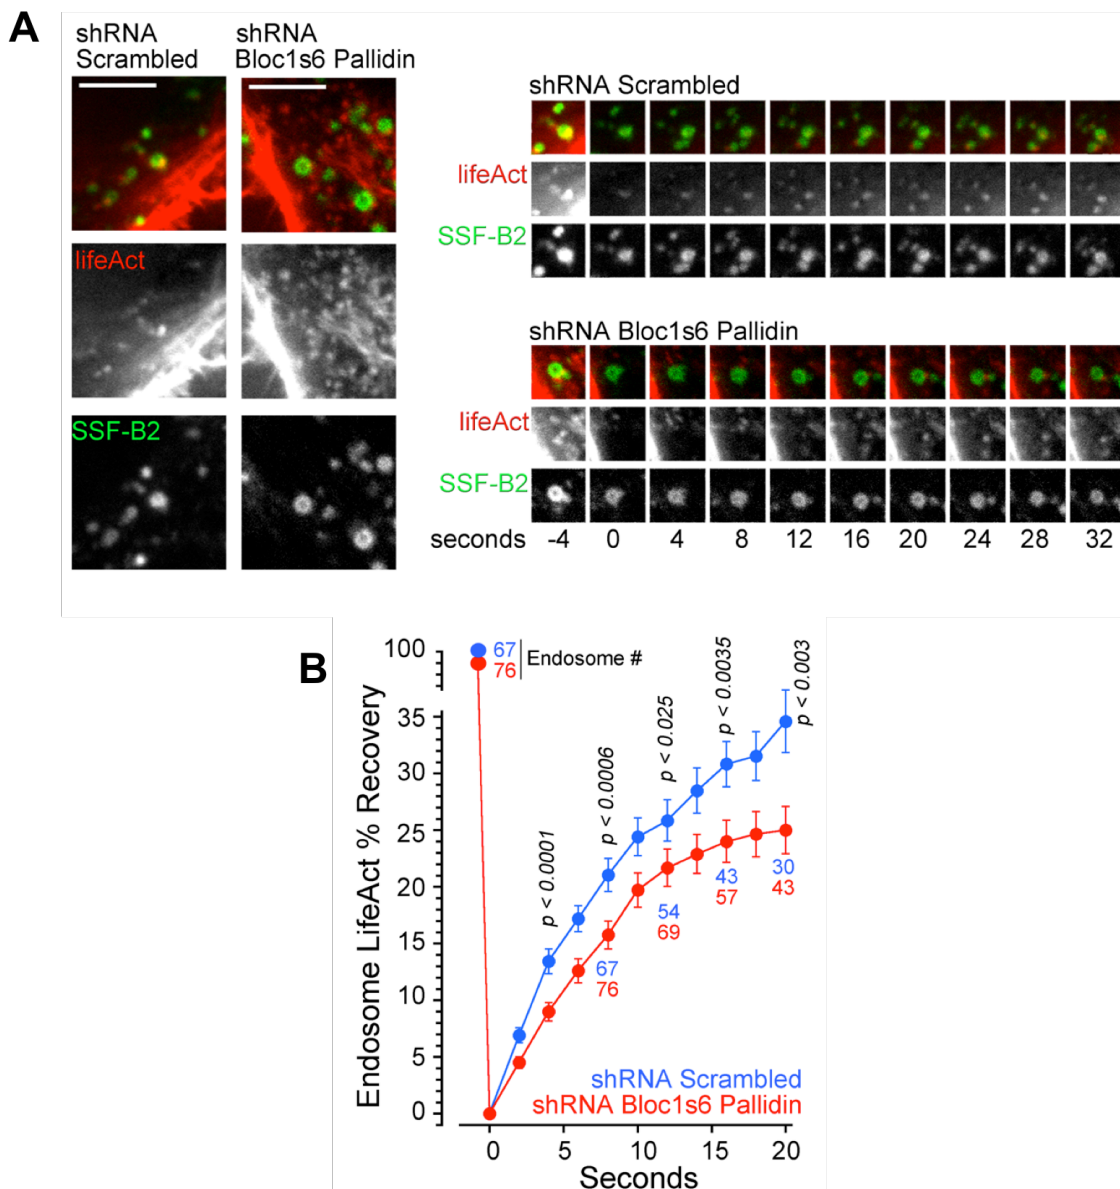 A
shRNA
Scrambled
shRNA
Bloc1s6 Pallidin
lifeAct
SSF-B2
shRNA Scrambled
lifeAct
SSF-B2
shRNA Bloc1s6 Pallidin
lifeAct
SSF-B2
seconds -4 0 4 8 12 16 20 24 28 32
B
Endosome LifeAct % Recovery
100
35
30
25
20
15
10
5
0
67
76
Endosome #
p < 0.0001
p < 0.0006
p < 0.025
p < 0.0035
p < 0.003
67
76
54
69
43
57
30
43
shRNA Scrambled
shRNA Bloc1s6 Pallidin
0 5 10 15 20
Seconds